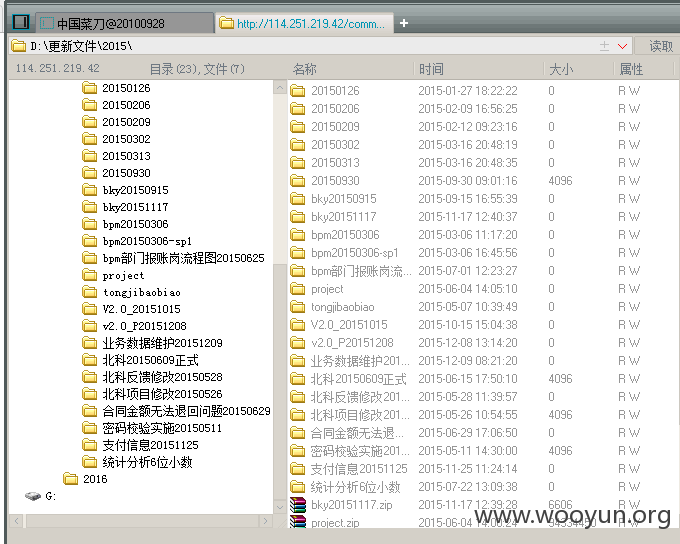 中国菜刀@20100928 http://114.251.219.42/comm... +
D:\更新文件\2015\ 读取
114.251.219.42 目录(23),文件(7) 名称 时间 大小 属性
20150126 20150126 2015-01-27 18:22:22 0 R W
20150206 20150206 2015-02-09 16:56:25 0 R W
20150209 20150209 2015-02-12 09:23:16 0 R W
20150302 20150302 2015-03-16 20:48:19 0 R W
20150313 20150313 2015-03-16 20:48:35 0 R W
20150930 20150930 2015-09-30 09:01:16 4096 R W
bky20150915 bky20150915 2015-09-15 16:55:39 0 R W
bky20151117 bky20151117 2015-11-17 12:40:37 0 R W
bpm20150306 bpm20150306 2015-03-06 11:17:20 0 R W
bpm20150306-sp1 bpm20150306-sp1 2015-03-06 16:45:56 0 R W
bpm部门报账岗流程图20150625 bpm部门报账岗流... 2015-07-01 12:23:27 0 R W
project project 2015-06-04 14:05:10 0 R W
tongjibaobiao tongjibaobiao 2015-05-07 10:39:49 0 R W
V2.0_20151015 V2.0_20151015 2015-10-15 15:04:38 0 R W
v2.0_P20151208 v2.0_P20151208 2015-12-08 13:14:20 0 R W
业务数据维护20151209 业务数据维护201... 2015-12-09 08:21:20 0 R W
北科20150609正式 北科20150609正式 2015-06-15 17:50:10 4096 R W
北科反馈修改20150528 北科反馈修改201... 2015-05-28 11:39:57 0 R W
北科项目修改20150526 北科项目修改201... 2015-05-26 10:54:55 4096 R W
合同金额无法退回问题20150629 合同金额无法退... 2015-06-29 17:06:50 0 R W
密码校验实施20150511 密码校验实施201... 2015-05-11 14:30:00 4096 R W
支付信息20151125 支付信息20151125 2015-11-25 11:24:14 0 R W
统计分析6位小数 统计分析6位小数 2015-07-22 13:09:38 0 R W
2016 bky20151117.zip 2015-11-17 12:39:28 6606 R W
G: project.zip 2015-06-04 R W
www.wooyun.org